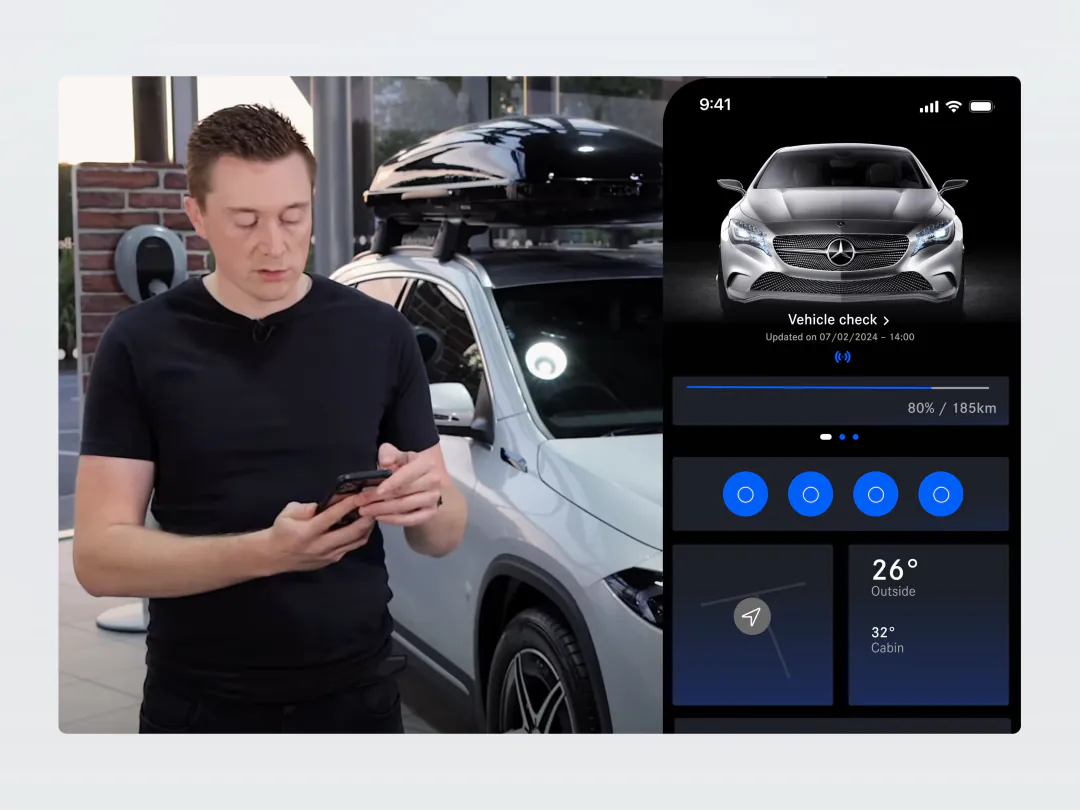 9:41
Vehicle check
Updated on 07/02/2024 – 14:00
80% / 185km
26°
Outside
32°
Cabin